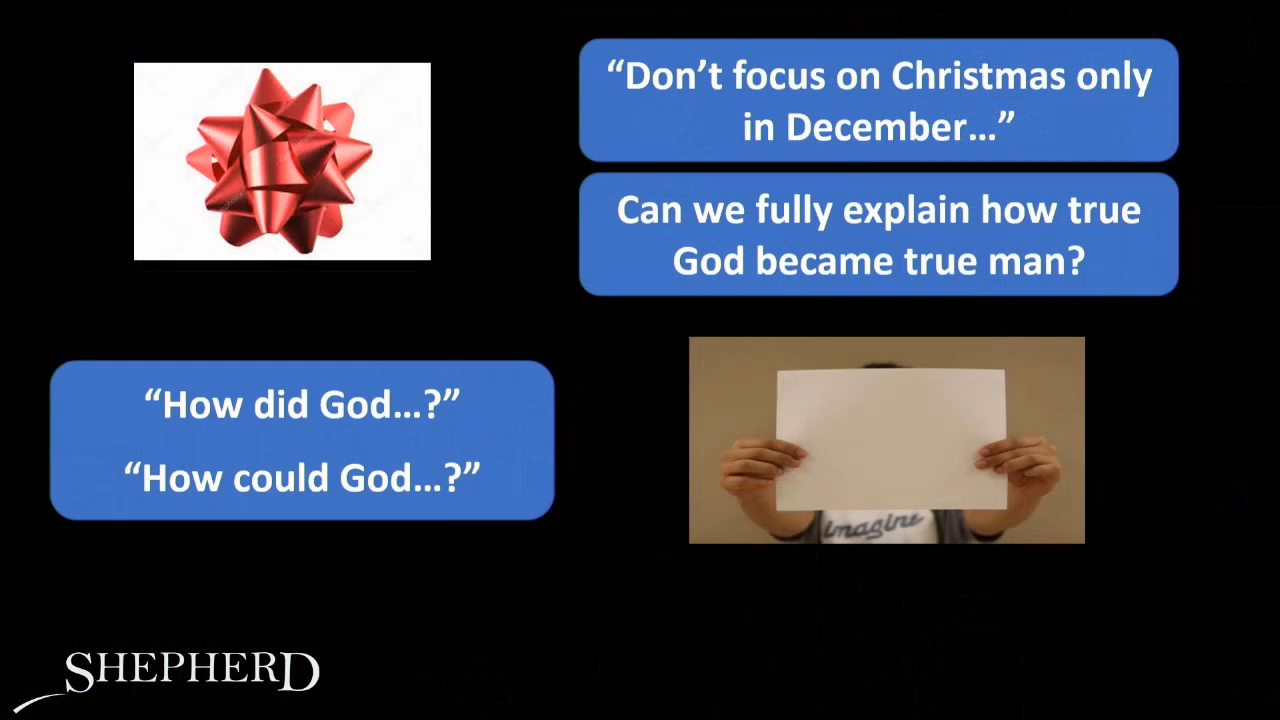 “Don’t focus on Christmas only
in December…”
Can we fully explain how true
God became true man?
“How did God…?”
“How could God…?”
imagine
SHEPHERD